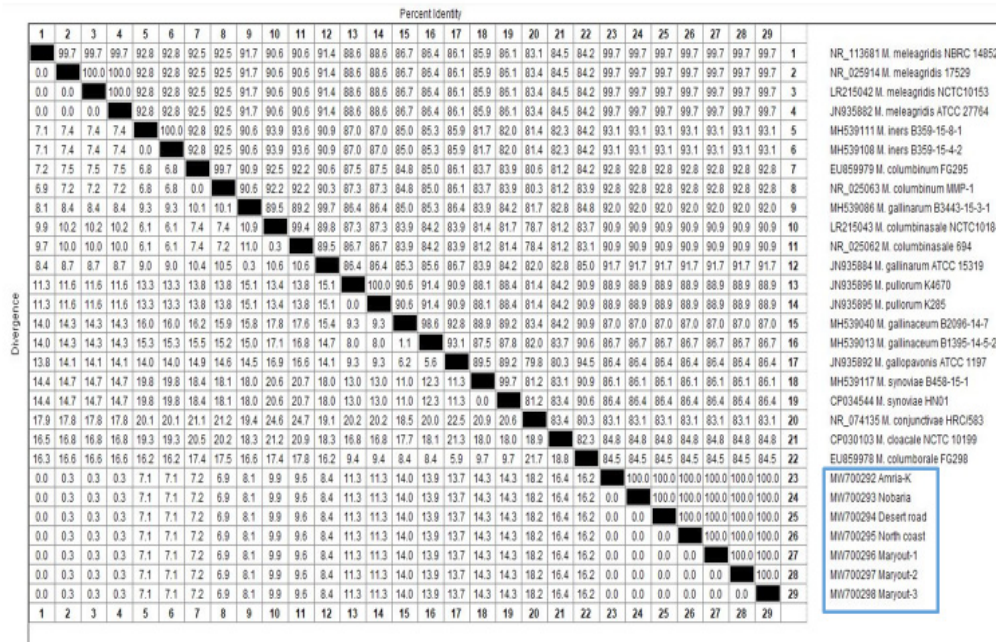 Percent Identity
1 2 3 4 5 6 7 8 9 10 11 12 13 14 15 16 17 18 19 20 21 22 23 24 25 26 27 28 29
99.7 99.7 99.7 92.8 92.8 92.5 92.5 91.7 90.6 90.6 91.4 88.6 88.6 86.7 86.4 86.1 85.9 86.1 83.1 84.5 84.2 99.7 99.7 99.7 99.7 99.7 99.7 99.7 1 NR_113681 M. meleagridis NBRC 14852
0.0 100.0 100.0 92.8 92.8 92.5 92.5 91.7 90.6 90.6 91.4 88.6 88.6 86.7 86.4 86.1 85.9 86.1 83.4 84.5 84.2 99.7 99.7 99.7 99.7 99.7 99.7 99.7 2 NR_025914 M. meleagridis 17529
0.0 0.0 100.0 92.8 92.8 92.5 92.5 91.7 90.6 90.6 91.4 88.6 88.6 86.7 86.4 86.1 85.9 86.1 83.4 84.5 84.2 99.7 99.7 99.7 99.7 99.7 99.7 99.7 3 LR215042 M. meleagridis NCTC10153
0.0 0.0 0.0 92.8 92.8 92.5 92.5 91.7 90.6 90.6 91.4 88.6 88.6 86.7 86.4 86.1 85.9 86.1 83.4 84.5 84.2 99.7 99.7 99.7 99.7 99.7 99.7 99.7 4 JN935882 M. meleagridis ATCC 27764
7.1 7.4 7.4 7.4 100.0 92.8 92.5 90.6 93.9 93.6 90.9 87.0 87.0 85.0 85.3 85.9 81.7 82.0 81.4 82.3 84.2 93.1 93.1 93.1 93.1 93.1 93.1 93.1 5 MH539111 M. iners B359-15-8-1
7.1 7.4 7.4 7.4 0.0 92.8 92.5 90.6 93.9 93.6 90.9 87.0 87.0 85.0 85.3 85.9 81.7 82.0 81.4 82.3 84.2 93.1 93.1 93.1 93.1 93.1 93.1 93.1 6 MH539108 M. iners B359-15-4-2
7.2 7.5 7.5 7.5 6.8 6.8 99.7 90.9 92.5 92.2 90.6 87.5 87.5 84.8 85.0 86.1 83.7 83.9 80.6 81.2 84.2 92.8 92.8 92.8 92.8 92.8 92.8 92.8 7 EU859979 M. columbinum FG295
6.9 7.2 7.2 7.2 6.8 6.8 0.0 90.6 92.2 92.2 90.3 87.3 87.3 84.8 85.0 86.1 83.7 83.9 80.3 81.2 83.9 92.8 92.8 92.8 92.8 92.8 92.8 92.8 8 NR_025063 M. columbinum MMP-1
8.1 8.4 8.4 8.4 9.3 9.3 10.1 10.1 89.5 89.2 99.7 86.4 86.4 85.0 85.3 86.4 83.9 84.2 81.7 82.8 84.8 92.0 92.0 92.0 92.0 92.0 92.0 92.0 9 MH539086 M. gallinarum B3443-15-3-1
9.9 10.2 10.2 10.2 6.1 6.1 7.4 7.4 10.9 99.4 89.8 87.3 87.3 83.9 84.2 83.9 81.4 81.7 78.7 81.2 83.7 90.9 90.9 90.9 90.9 90.9 90.9 90.9 10 LR215043 M. columbinasale NCTC1018
9.7 10.0 10.0 10.0 6.1 6.1 7.4 7.2 11.0 0.3 89.5 86.7 86.7 83.9 84.2 83.9 81.2 81.4 78.4 81.2 83.1 90.9 90.9 90.9 90.9 90.9 90.9 90.9 11 NR_025062 M. columbinasale 694
8.4 8.7 8.7 8.7 9.0 9.0 10.4 10.5 0.3 10.6 10.6 86.4 86.4 85.3 85.6 86.7 83.9 84.2 82.0 82.8 85.0 91.7 91.7 91.7 91.7 91.7 91.7 91.7 12 JN935884 M. gallinarum ATCC 15319
11.3 11.6 11.6 11.6 13.3 13.3 13.8 13.8 15.1 13.4 13.8 15.1 100.0 90.6 91.4 90.9 88.1 88.4 81.4 84.2 90.9 88.9 88.9 88.9 88.9 88.9 88.9 88.9 13 JN935896 M. pullorum K4670
11.3 11.6 11.6 11.6 13.3 13.3 13.8 13.8 15.1 13.4 13.8 15.1 0.0 90.6 91.4 90.9 88.1 88.4 81.4 84.2 90.9 88.9 88.9 88.9 88.9 88.9 88.9 88.9 14 JN935895 M. pullorum K285
14.0 14.3 14.3 14.3 16.0 16.0 16.2 15.9 15.8 17.8 17.6 15.4 9.3 9.3 98.6 92.8 88.9 89.2 83.4 84.2 90.9 87.0 87.0 87.0 87.0 87.0 87.0 87.0 15 MH539040 M. gallinaceum B2096-14-7
14.0 14.3 14.3 14.3 15.3 15.3 15.5 15.2 15.0 17.1 16.8 14.7 8.0 8.0 1.1 93.1 87.5 87.8 82.0 83.7 90.6 86.7 86.7 86.7 86.7 86.7 86.7 86.7 16 MH539013 M. gallinaceum B1395-14-5-2
13.8 14.1 14.1 14.1 14.0 14.0 14.9 14.6 14.5 16.9 16.6 14.1 9.3 9.3 6.2 5.6 89.5 89.2 79.8 80.3 94.5 86.4 86.4 86.4 86.4 86.4 86.4 86.4 17 JN935892 M. gallopavonis ATCC 1197
14.4 14.7 14.7 14.7 19.8 19.8 18.4 18.1 18.0 20.6 20.7 18.0 13.0 13.0 11.0 12.3 11.3 99.7 81.2 83.1 90.9 86.1 86.1 86.1 86.1 86.1 86.1 86.1 18 MH539117 M. synoviae B458-15-1
14.4 14.7 14.7 14.7 19.8 19.8 18.4 18.1 18.0 20.6 20.7 18.0 13.0 13.0 11.0 12.3 11.3 0.0 81.2 83.4 90.6 86.1 86.1 86.1 86.1 86.1 86.1 86.1 19 CP034544 M. synoviae HN01
17.9 17.8 17.8 17.8 20.1 20.1 21.1 21.2 19.4 24.6 24.7 19.1 20.2 20.2 18.5 20.0 22.5 20.9 20.6 83.4 80.3 83.1 83.1 83.1 83.1 83.1 83.1 83.1 20 NR_074135 M. conjunctivae HRC/583
16.5 16.8 16.8 16.8 19.3 19.3 20.5 20.2 18.3 21.2 20.9 18.3 16.8 16.8 17.7 18.1 21.3 18.0 18.0 18.9 82.3 84.8 84.8 84.8 84.8 84.8 84.8 84.8 21 CP030103 M. cloacale NCTC 10199
16.3 16.6 16.6 16.6 16.2 16.2 17.4 17.5 16.6 17.4 17.8 16.2 9.4 9.4 8.4 8.4 5.9 9.7 9.7 21.7 18.8 84.5 84.5 84.5 84.5 84.5 84.5 84.5 22 EU859978 M. columborale FG298
0.0 0.3 0.3 0.3 7.1 7.1 7.2 6.9 8.1 9.9 9.6 8.4 11.3 11.3 14.0 13.9 13.7 14.3 14.3 18.2 16.4 16.2 100.0 100.0 100.0 100.0 100.0 100.0 23 MW700292 Amria-K
0.0 0.3 0.3 0.3 7.1 7.1 7.2 6.9 8.1 9.9 9.6 8.4 11.3 11.3 14.0 13.9 13.7 14.3 14.3 18.2 16.4 16.2 0.0 100.0 100.0 100.0 100.0 100.0 24 MW700293 Nobaria
0.0 0.3 0.3 0.3 7.1 7.1 7.2 6.9 8.1 9.9 9.6 8.4 11.3 11.3 14.0 13.9 13.7 14.3 14.3 18.2 16.4 16.2 0.0 0.0 100.0 100.0 100.0 100.0 25 MW700294 Desert road
0.0 0.3 0.3 0.3 7.1 7.1 7.2 6.9 8.1 9.9 9.6 8.4 11.3 11.3 14.0 13.9 13.7 14.3 14.3 18.2 16.4 16.2 0.0 0.0 0.0 100.0 100.0 100.0 26 MW700295 North coast
0.0 0.3 0.3 0.3 7.1 7.1 7.2 6.9 8.1 9.9 9.6 8.4 11.3 11.3 14.0 13.9 13.7 14.3 14.3 18.2 16.4 16.2 0.0 0.0 0.0 0.0 100.0 100.0 27 MW700296 Maryout-1
0.0 0.3 0.3 0.3 7.1 7.1 7.2 6.9 8.1 9.9 9.6 8.4 11.3 11.3 14.0 13.9 13.7 14.3 14.3 18.2 16.4 16.2 0.0 0.0 0.0 0.0 0.0 100.0 28 MW700297 Maryout-2
0.0 0.3 0.3 0.3 7.1 7.1 7.2 6.9 8.1 9.9 9.6 8.4 11.3 11.3 14.0 13.9 13.7 14.3 14.3 18.2 16.4 16.2 0.0 0.0 0.0 0.0 0.0 0.0 29 MW700298 Maryout-3
1 2 3 4 5 6 7 8 9 10 11 12 13 14 15 16 17 18 19 20 21 22 23 24 25 26 27 28 29
Divergence